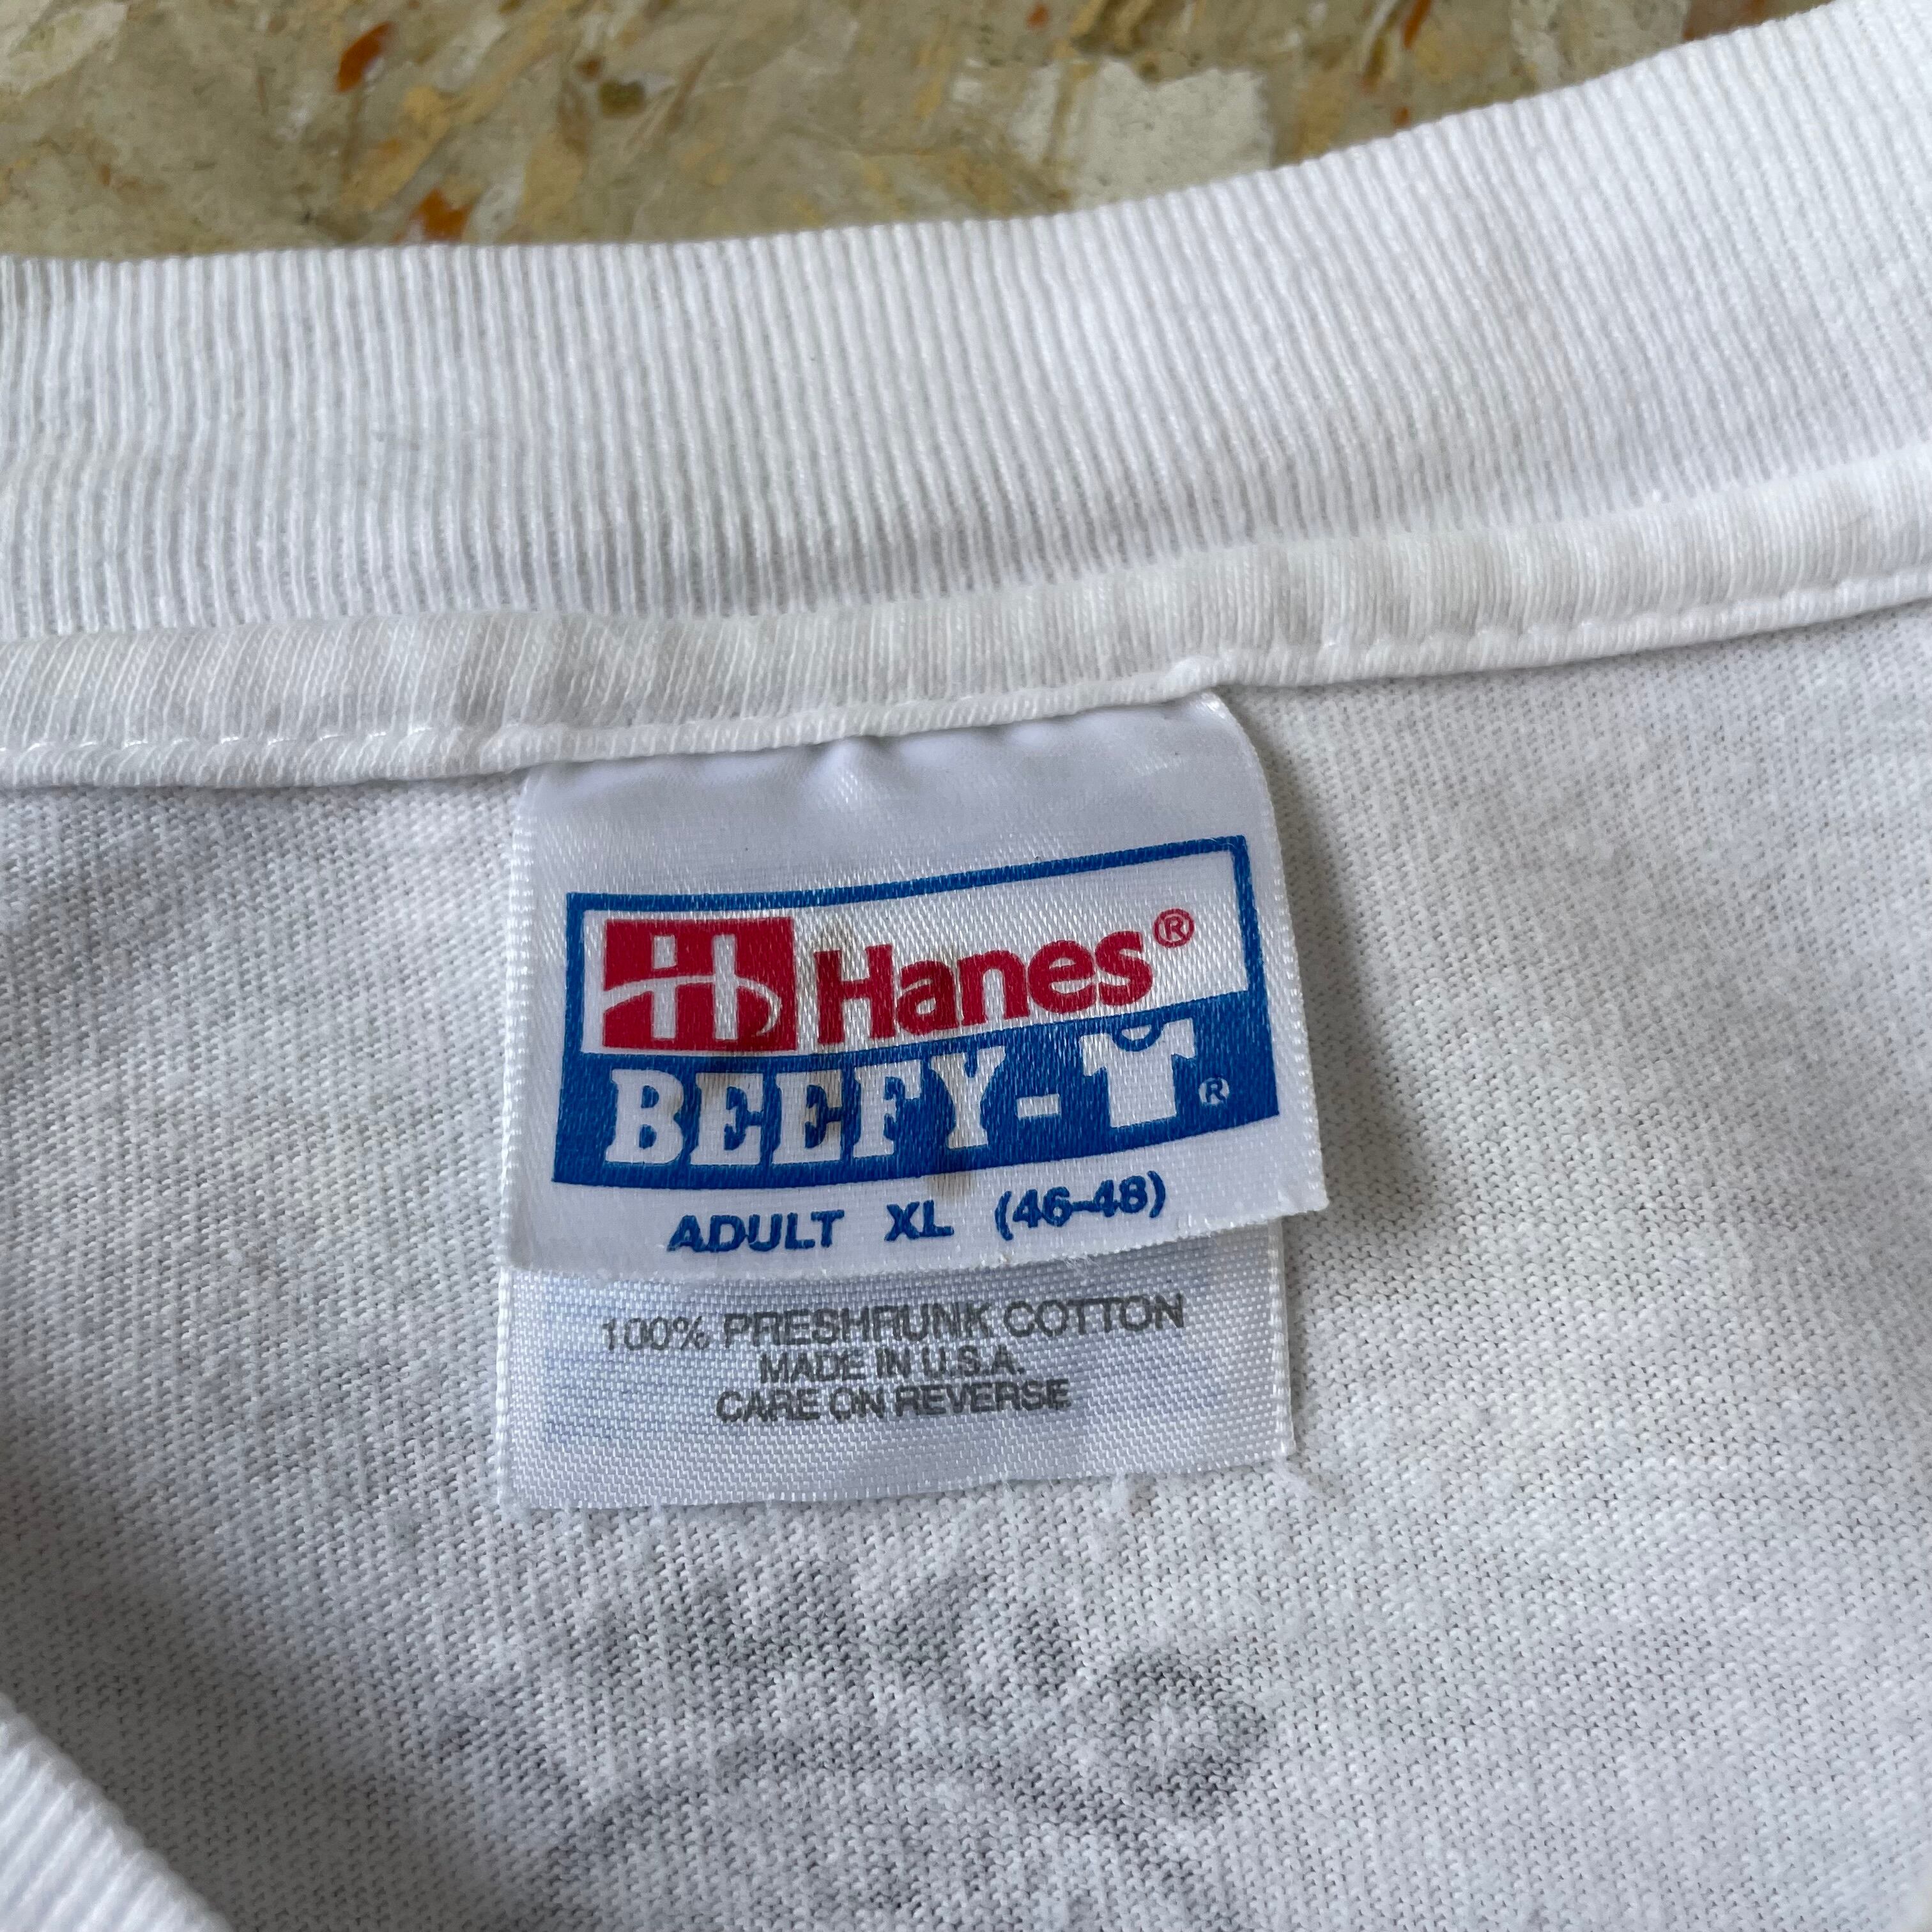 H Hanes®
BEEFY-T®
ADULT XL (46-48)
100% PRESHRUNK COTTON
MADE IN U.S.A.
CARE ON REVERSE